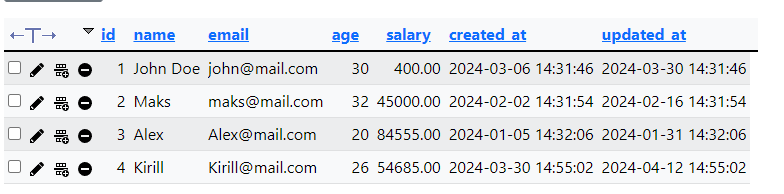 id name email age salary created_at updated_at
1 John Doe john@mail.com 30 400.00 2024-03-06 14:31:46 2024-03-30 14:31:46
2 Maks maks@mail.com 32 45000.00 2024-02-02 14:31:54 2024-02-16 14:31:54
3 Alex Alex@mail.com 20 84555.00 2024-01-05 14:32:06 2024-01-31 14:32:06
4 Kirill Kirill@mail.com 26 54685.00 2024-03-30 14:55:02 2024-04-12 14:55:02